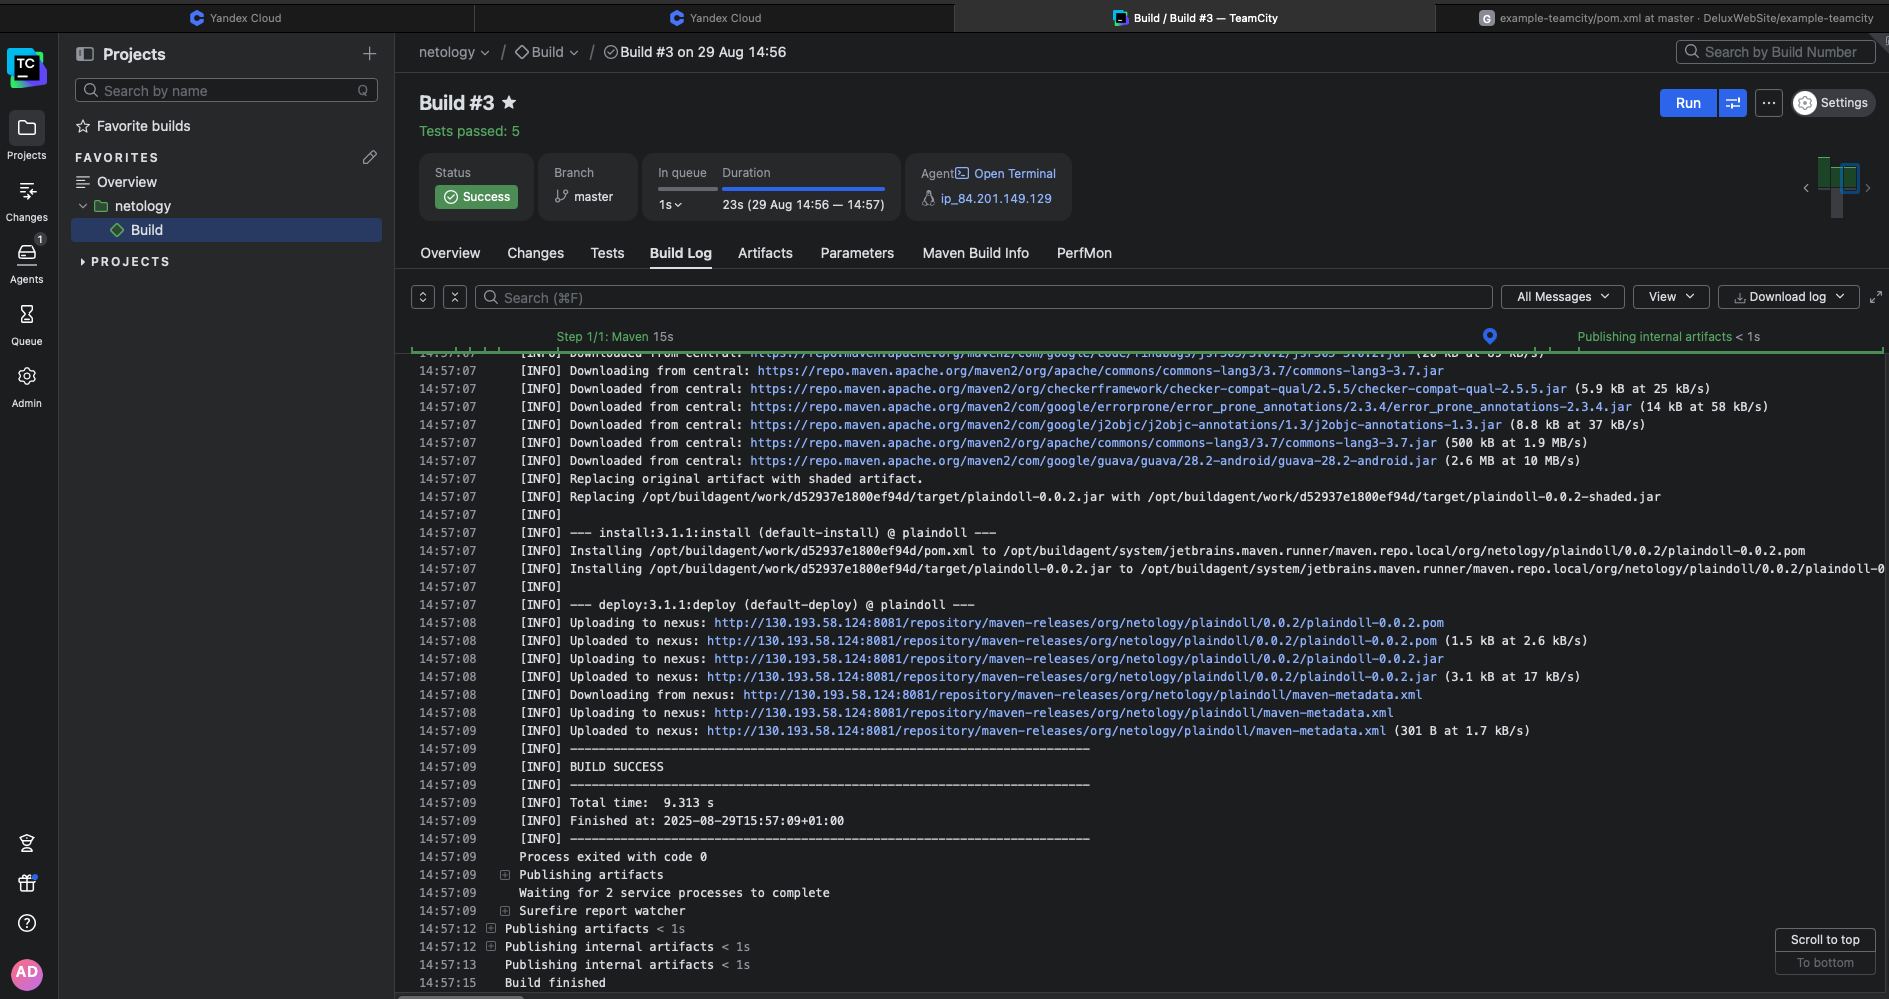 Yandex Cloud
Yandex Cloud
Build / Build #3 — TeamCity
G example-teamcity/pom.xml at master · DeluxWebSite/example-teamcity
TC
Projects
Changes
1
Agents
Queue
Admin
AD
Projects
Search by name
Q
Favorite builds
FAVORITES
Overview
netology
Build
PROJECTS
netology / Build / Build #3 on 29 Aug 14:56
Search by Build Number
Build #3
Tests passed: 5
Run
Settings
Status
Success
Branch
master
In queue
1s
Duration
23s (29 Aug 14:56 – 14:57)
Agent Open Terminal
ip_84.201.149.129
Overview Changes Tests Build Log Artifacts Parameters Maven Build Info PerfMon
Search (⌘F)
All Messages
View
Download log
Step 1/1: Maven 15s
Publishing internal artifacts < 1s
14:57:07 [INFO] Downloaded from central: https://repo.maven.apache.org/maven2/com/google/code/findbugs/jsr305/3.0.2/jsr305-3.0.2.jar (20 kB at 89 kB/s)
14:57:07 [INFO] Downloading from central: https://repo.maven.apache.org/maven2/org/apache/commons/commons-lang3/3.7/commons-lang3-3.7.jar
14:57:07 [INFO] Downloaded from central: https://repo.maven.apache.org/maven2/org/checkerframework/checker-compat-qual/2.5.5/checker-compat-qual-2.5.5.jar (5.9 kB at 25 kB/s)
14:57:07 [INFO] Downloaded from central: https://repo.maven.apache.org/maven2/com/google/errorprone/error_prone_annotations/2.3.4/error_prone_annotations-2.3.4.jar (14 kB at 58 kB/s)
14:57:07 [INFO] Downloaded from central: https://repo.maven.apache.org/maven2/com/google/j2objc/j2objc-annotations/1.3/j2objc-annotations-1.3.jar (8.8 kB at 37 kB/s)
14:57:07 [INFO] Downloaded from central: https://repo.maven.apache.org/maven2/org/apache/commons/commons-lang3/3.7/commons-lang3-3.7.jar (500 kB at 1.9 MB/s)
14:57:07 [INFO] Downloaded from central: https://repo.maven.apache.org/maven2/com/google/guava/guava/28.2-android/guava-28.2-android.jar (2.6 MB at 10 MB/s)
14:57:07 [INFO] Replacing original artifact with shaded artifact.
14:57:07 [INFO] Replacing /opt/buildagent/work/d52937e1800ef94d/target/plaindoll-0.0.2.jar with /opt/buildagent/work/d52937e1800ef94d/target/plaindoll-0.0.2-shaded.jar
14:57:07 [INFO]
14:57:07 [INFO] --- install:3.1.1:install (default-install) @ plaindoll ---
14:57:07 [INFO] Installing /opt/buildagent/work/d52937e1800ef94d/pom.xml to /opt/buildagent/system/jetbrains.maven.runner/maven.repo.local/org/netology/plaindoll/0.0.2/plaindoll-0.0.2.pom
14:57:07 [INFO] Installing /opt/buildagent/work/d52937e1800ef94d/target/plaindoll-0.0.2.jar to /opt/buildagent/system/jetbrains.maven.runner/maven.repo.local/org/netology/plaindoll/0.0.2/plaindoll-0
14:57:07 [INFO]
14:57:07 [INFO] --- deploy:3.1.1:deploy (default-deploy) @ plaindoll ---
14:57:08 [INFO] Uploading to nexus: http://130.193.58.124:8081/repository/maven-releases/org/netology/plaindoll/0.0.2/plaindoll-0.0.2.pom
14:57:08 [INFO] Uploaded to nexus: http://130.193.58.124:8081/repository/maven-releases/org/netology/plaindoll/0.0.2/plaindoll-0.0.2.pom (1.5 kB at 2.6 kB/s)
14:57:08 [INFO] Uploading to nexus: http://130.193.58.124:8081/repository/maven-releases/org/netology/plaindoll/0.0.2/plaindoll-0.0.2.jar
14:57:08 [INFO] Uploaded to nexus: http://130.193.58.124:8081/repository/maven-releases/org/netology/plaindoll/0.0.2/plaindoll-0.0.2.jar (3.1 kB at 17 kB/s)
14:57:08 [INFO] Downloading from nexus: http://130.193.58.124:8081/repository/maven-releases/org/netology/plaindoll/maven-metadata.xml
14:57:08 [INFO] Uploading to nexus: http://130.193.58.124:8081/repository/maven-releases/org/netology/plaindoll/maven-metadata.xml
14:57:09 [INFO] Uploaded to nexus: http://130.193.58.124:8081/repository/maven-releases/org/netology/plaindoll/maven-metadata.xml (301 B at 1.7 kB/s)
14:57:09 [INFO] ------------------------------------------------------------------------
14:57:09 [INFO] BUILD SUCCESS
14:57:09 [INFO] ------------------------------------------------------------------------
14:57:09 [INFO] Total time:  9.313 s
14:57:09 [INFO] Finished at: 2025-08-29T15:57:09+01:00
14:57:09 [INFO] ------------------------------------------------------------------------
14:57:09 Process exited with code 0
14:57:09 Publishing artifacts
14:57:09 Waiting for 2 service processes to complete
14:57:09 Surefire report watcher
14:57:12 Publishing artifacts < 1s
14:57:12 Publishing internal artifacts < 1s
14:57:13 Publishing internal artifacts < 1s
14:57:15 Build finished
Scroll to top
To bottom